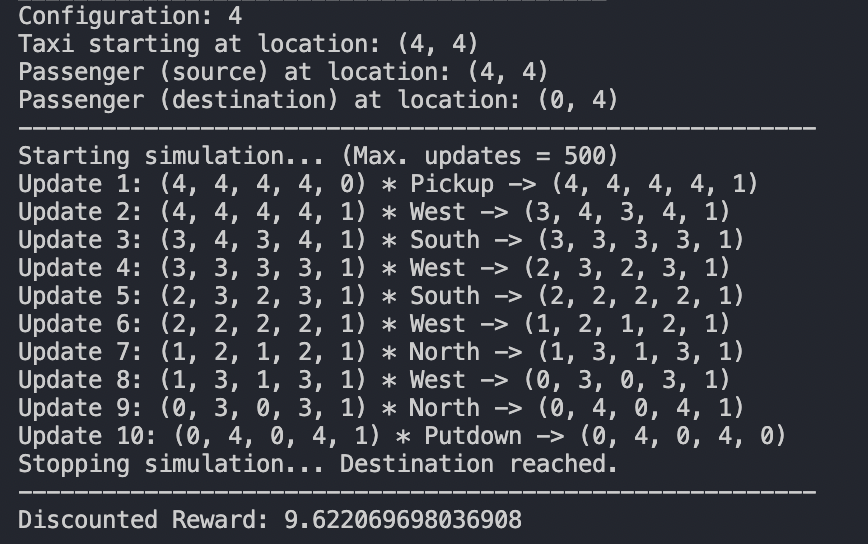 Configuration: 4
Taxi starting at location: (4, 4)
Passenger (source) at location: (4, 4)
Passenger (destination) at location: (0, 4)
---------------------------------------------------------
Starting simulation... (Max. updates = 500)
Update 1: (4, 4, 4, 4, 0) * Pickup -> (4, 4, 4, 4, 1)
Update 2: (4, 4, 4, 4, 1) * West -> (3, 4, 3, 4, 1)
Update 3: (3, 4, 3, 4, 1) * South -> (3, 3, 3, 3, 1)
Update 4: (3, 3, 3, 3, 1) * West -> (2, 3, 2, 3, 1)
Update 5: (2, 3, 2, 3, 1) * South -> (2, 2, 2, 2, 1)
Update 6: (2, 2, 2, 2, 1) * West -> (1, 2, 1, 2, 1)
Update 7: (1, 2, 1, 2, 1) * North -> (1, 3, 1, 3, 1)
Update 8: (1, 3, 1, 3, 1) * West -> (0, 3, 0, 3, 1)
Update 9: (0, 3, 0, 3, 1) * North -> (0, 4, 0, 4, 1)
Update 10: (0, 4, 0, 4, 1) * Putdown -> (0, 4, 0, 4, 0)
Stopping simulation... Destination reached.
---------------------------------------------------------
Discounted Reward: 9.622069698036908